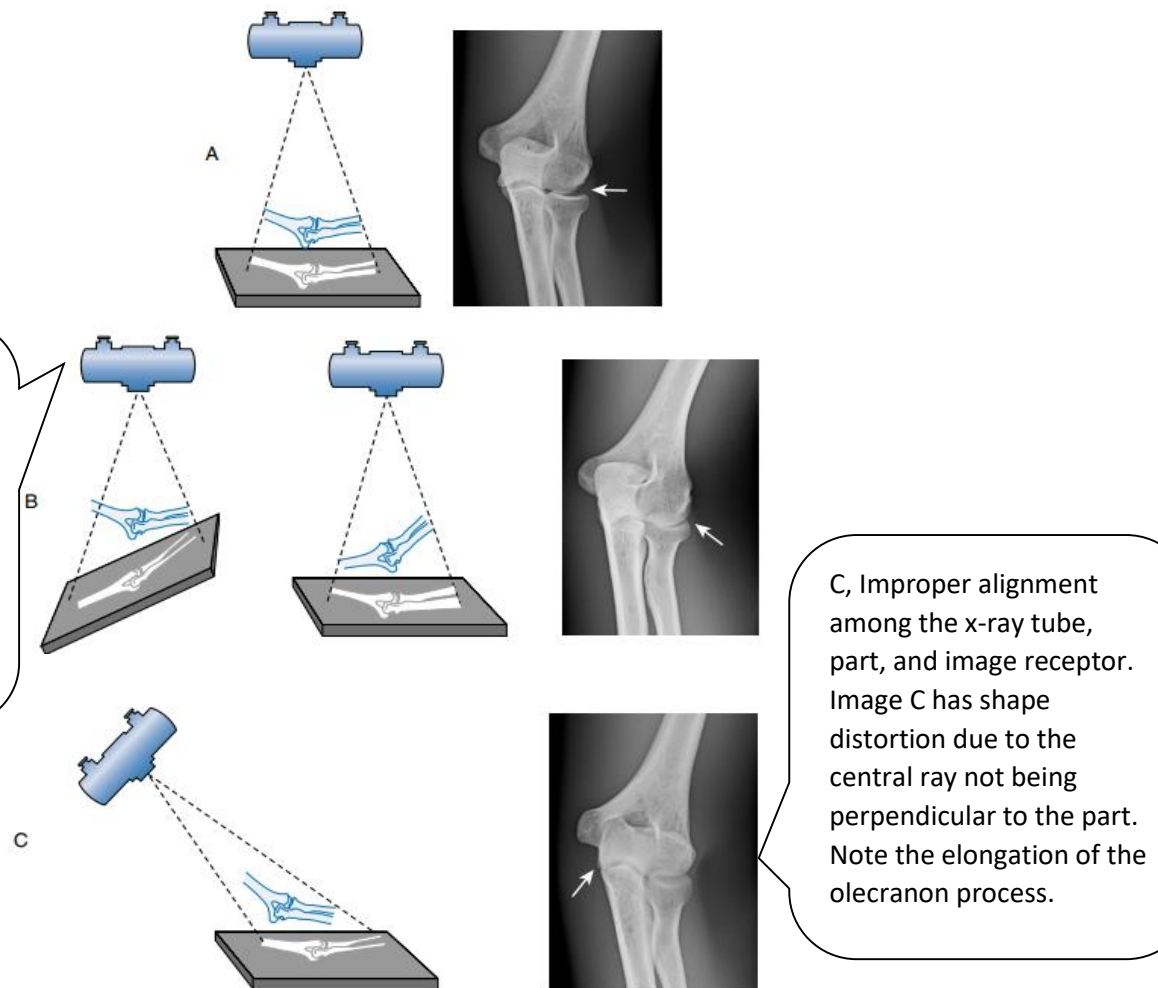 A
B
C
C, Improper alignment
among the x-ray tube,
part, and image receptor.
Image C has shape
distortion due to the
central ray not being
perpendicular to the part.
Note the elongation of the
olecranon process.